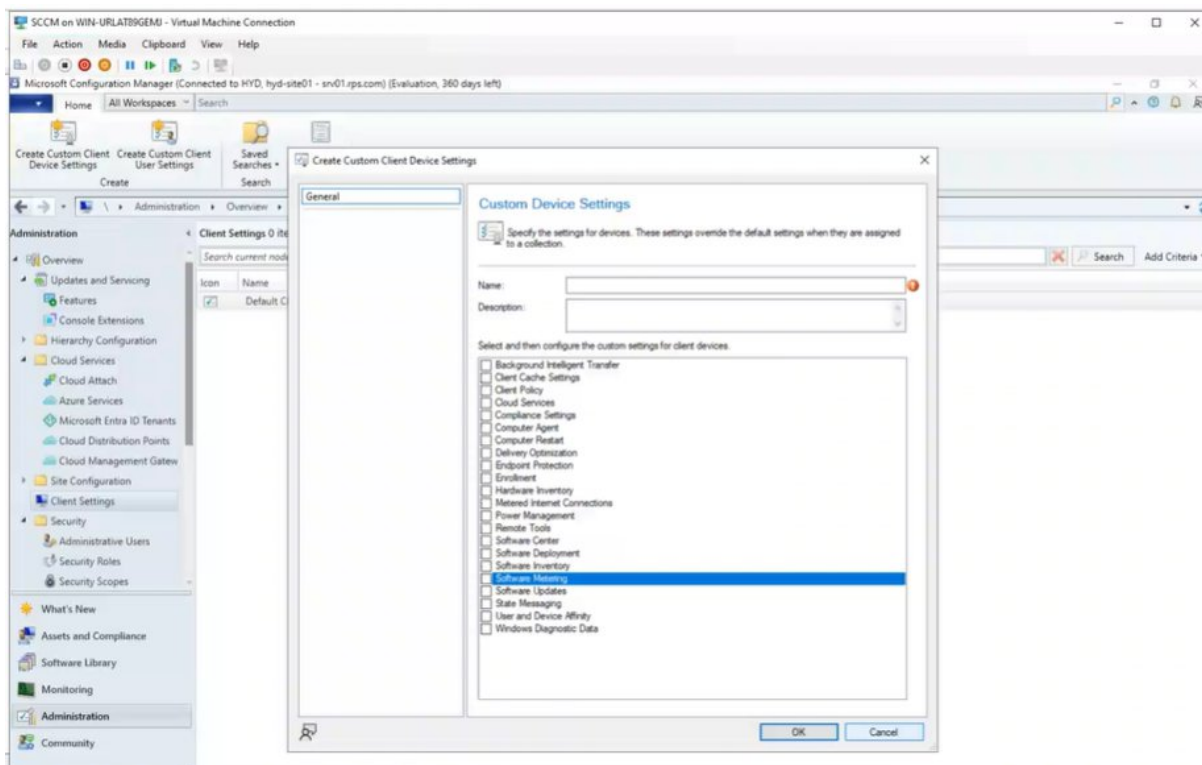 SCCM on WIN-URLAT89GEMJ - Virtual Machine Connection
File Action Media Clipboard View Help
Microsoft Configuration Manager (Connected to HYD, hyd-site01 - srv01.rps.com) (Evaluation, 360 days left)
Home All Workspaces Search
Create Custom Client Device Settings
Create Custom Client User Settings
Saved Searches
Create
Search
\ Administration Overview
Administration
Overview
Updates and Servicing
Features
Console Extensions
Hierarchy Configuration
Cloud Services
Cloud Attach
Azure Services
Microsoft Entra ID Tenants
Cloud Distribution Points
Cloud Management Gatew
Site Configuration
Client Settings
Security
Administrative Users
Security Roles
Security Scopes
What's New
Assets and Compliance
Software Library
Monitoring
Administration
Community
Client Settings 0 ite
Search current nod
Icon Name
Default C
Search Add Criteria
Create Custom Client Device Settings
General
Custom Device Settings
Specify the settings for devices. These settings override the default settings when they are assigned
to a collection.
Name:
Description:
Select and then configure the custom settings for client devices.
Background Intelligent Transfer
Client Cache Settings
Client Policy
Cloud Services
Compliance Settings
Computer Agent
Computer Restart
Delivery Optimization
Endpoint Protection
Enrollment
Hardware Inventory
Metered Internet Connections
Power Management
Remote Tools
Software Center
Software Deployment
Software Inventory
Software Metering
Software Updates
State Messaging
User and Device Affinity
Windows Diagnostic Data
OK Cancel